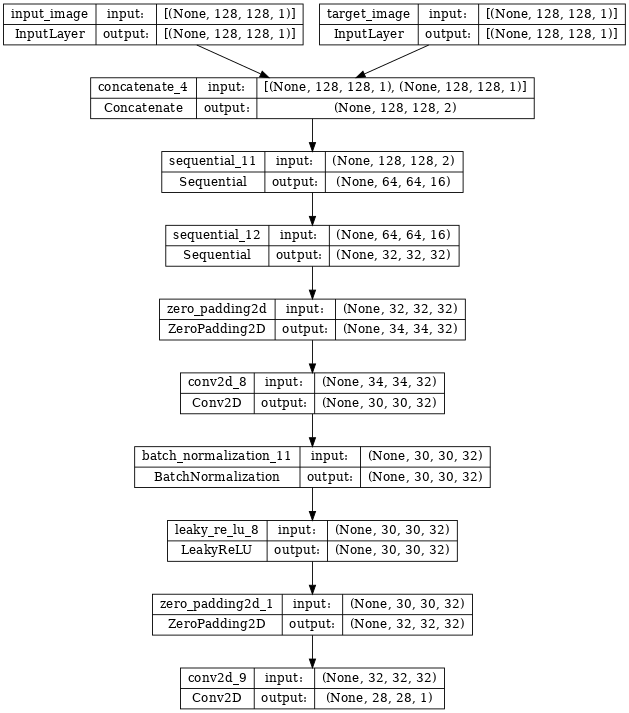 input_image input: [(None, 128, 128, 1)]
InputLayer output: [(None, 128, 128, 1)]
target_image input: [(None, 128, 128, 1)]
InputLayer output: [(None, 128, 128, 1)]
concatenate_4 input: [(None, 128, 128, 1), (None, 128, 128, 1)]
Concatenate output: (None, 128, 128, 2)
sequential_11 input: (None, 128, 128, 2)
Sequential output: (None, 64, 64, 16)
sequential_12 input: (None, 64, 64, 16)
Sequential output: (None, 32, 32, 32)
zero_padding2d input: (None, 32, 32, 32)
ZeroPadding2D output: (None, 34, 34, 32)
conv2d_8 input: (None, 34, 34, 32)
Conv2D output: (None, 30, 30, 32)
batch_normalization_11 input: (None, 30, 30, 32)
BatchNormalization output: (None, 30, 30, 32)
leaky_re_lu_8 input: (None, 30, 30, 32)
LeakyReLU output: (None, 30, 30, 32)
zero_padding2d_1 input: (None, 30, 30, 32)
ZeroPadding2D output: (None, 32, 32, 32)
conv2d_9 input: (None, 32, 32, 32)
Conv2D output: (None, 28, 28, 1)